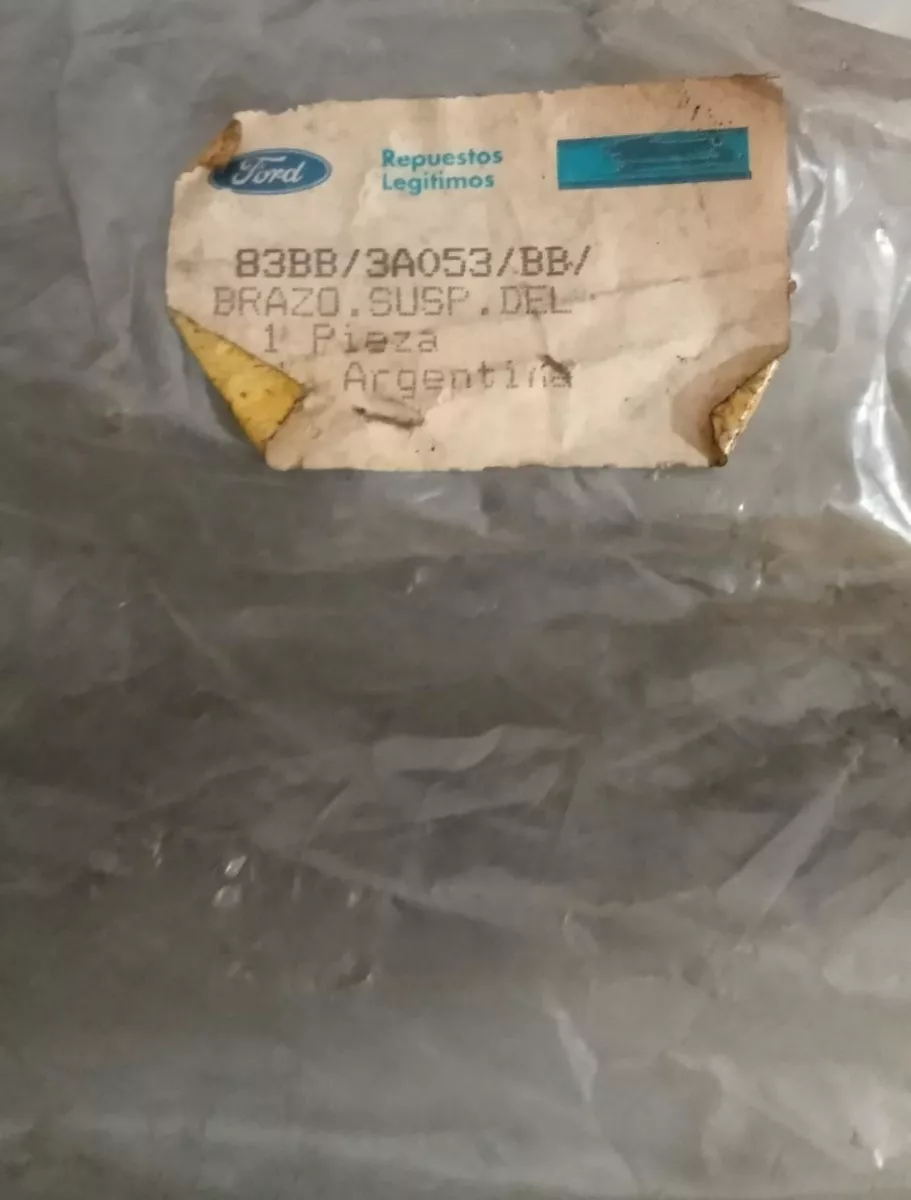 Ford
Repuestos
Legítimos
83BB/3A053/BB/
BRAZO.SUSP.DEL.
1 Pieza
Argentina